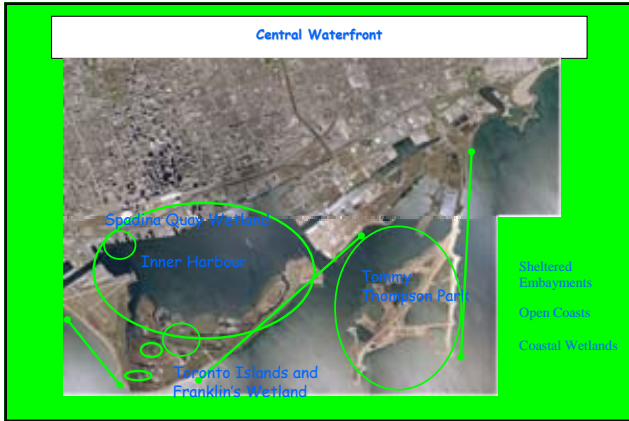 Central Waterfront
Spadina Quay Wetland
Inner Harbour
Tommy
Thompson Park
Toronto Islands and
Franklin's Wetland
Sheltered
Embayments
Open Coasts
Coastal Wetlands